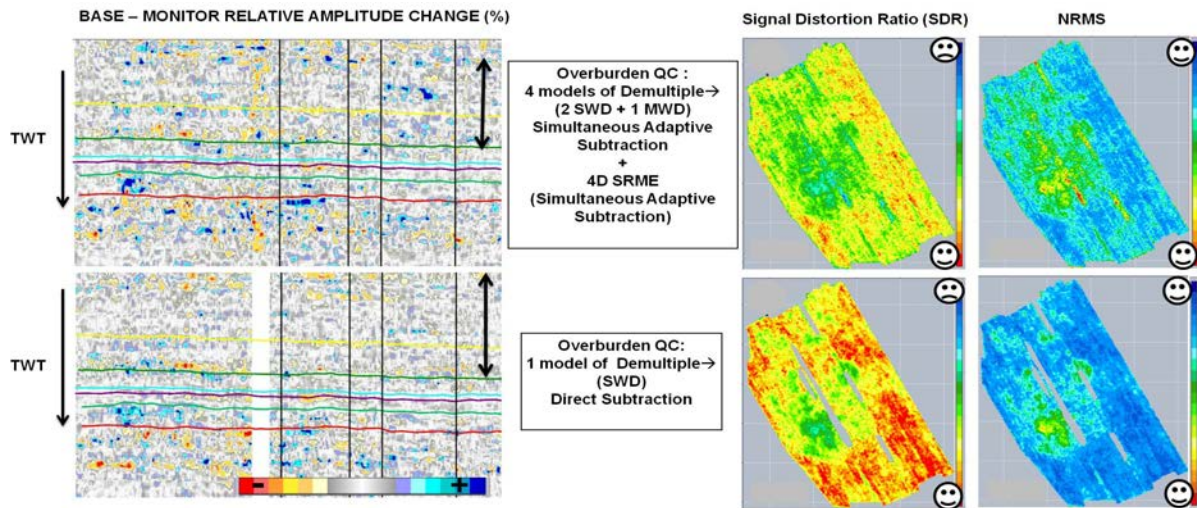 BASE – MONITOR RELATIVE AMPLITUDE CHANGE (%)
Signal Distortion Ratio (SDR)
NRMS
TWT
Overburden QC :
4 models of Demultiple→
(2 SWD + 1 MWD)
Simultaneous Adaptive
Subtraction
+
4D SRME
(Simultaneous Adaptive
Subtraction)
TWT
Overburden QC:
1 model of Demultiple→
(SWD)
Direct Subtraction
- +